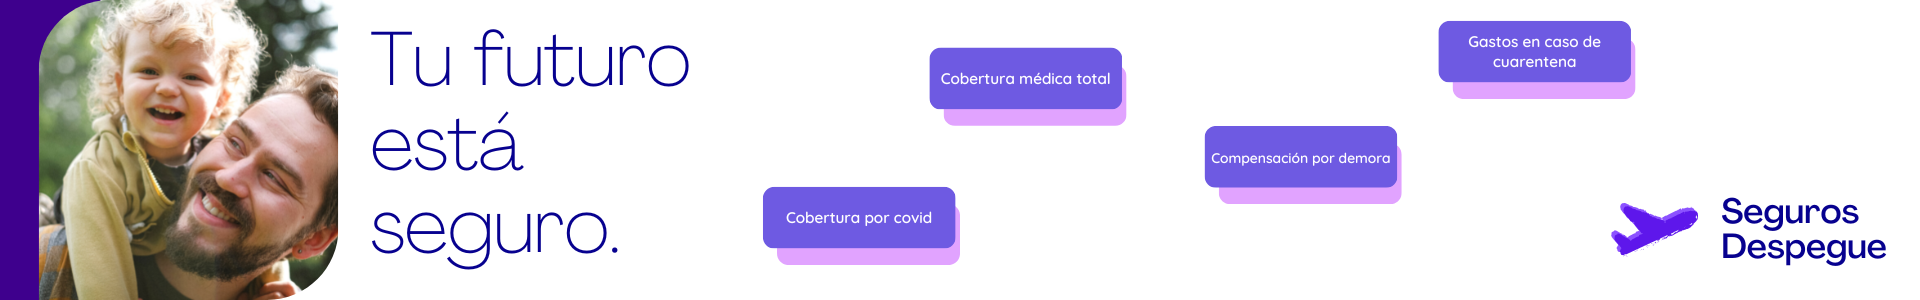 Tu futuro
está
seguro.
Cobertura por covid
Cobertura médica total
Compensación por demora
Gastos en caso de
cuarentena
Seguros
Despegue